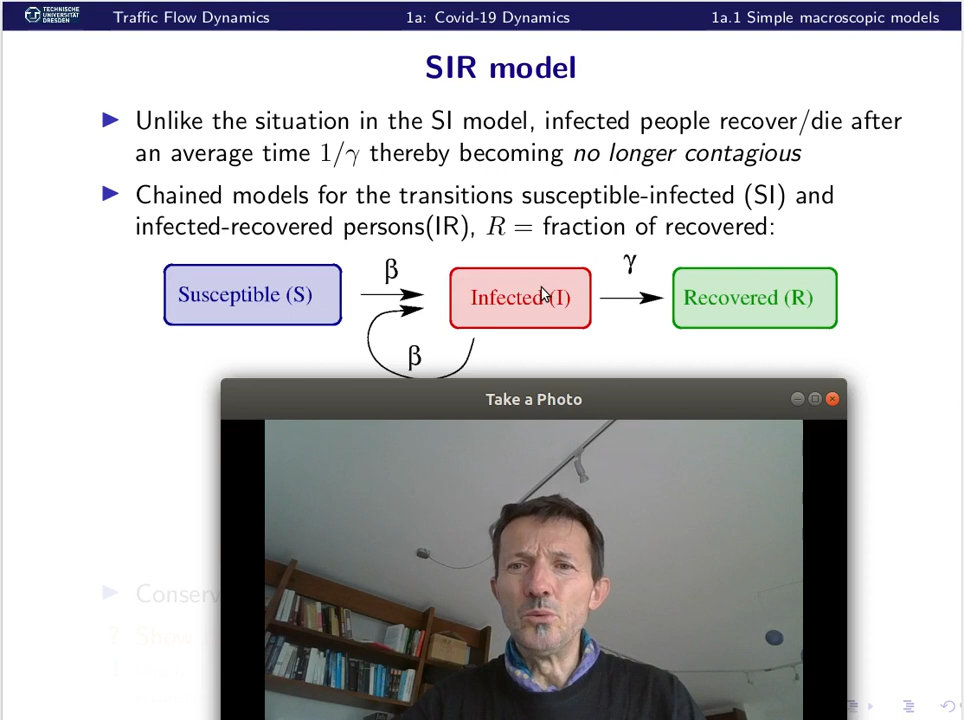 TECHNISCHE
UNIVERSITÄT
DRESDEN
Traffic Flow Dynamics
1a: Covid-19 Dynamics
1a.1 Simple macroscopic models
SIR model
Unlike the situation in the SI model, infected people recover/die after
an average time 1/γ thereby becoming no longer contagious
Chained models for the transitions susceptible-infected (SI) and
infected-recovered persons(IR), R = fraction of recovered:
β
γ
Susceptible (S)
Infected (I)
Recovered (R)
β
Take a Photo
Conserv
? Show